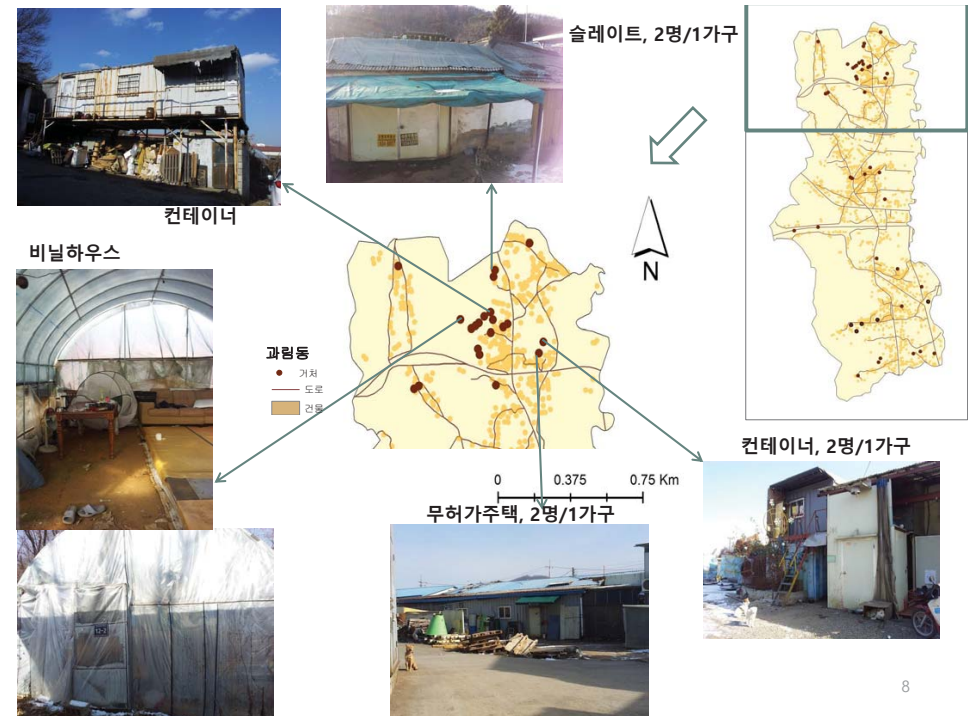 슬레이트, 2명/1가구
컨테이너
비닐하우스
N
과림동
거처
도로
건물
컨테이너, 2명/1가구
0 0.375 0.75 Km
무허가주택, 2명/1가구
8